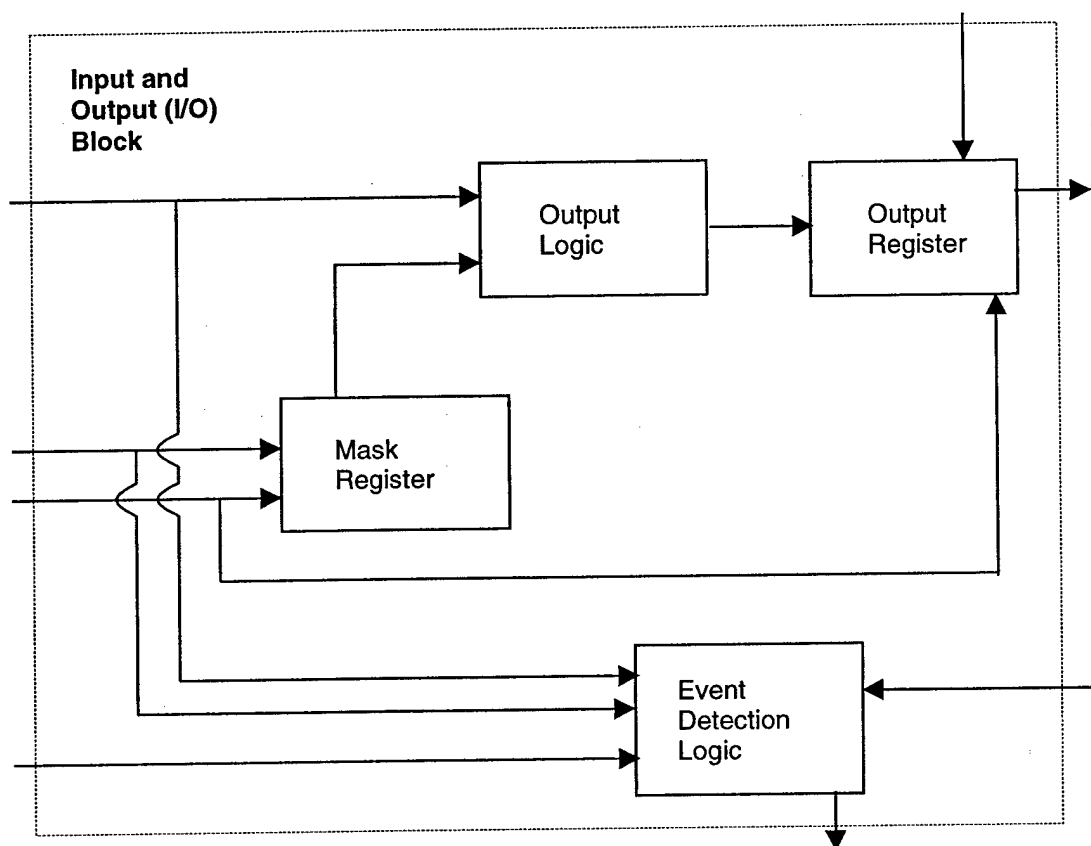 Input and
Output (I/O)
Block
Output
Logic
Output
Register
Mask
Register
Event
Detection
Logic